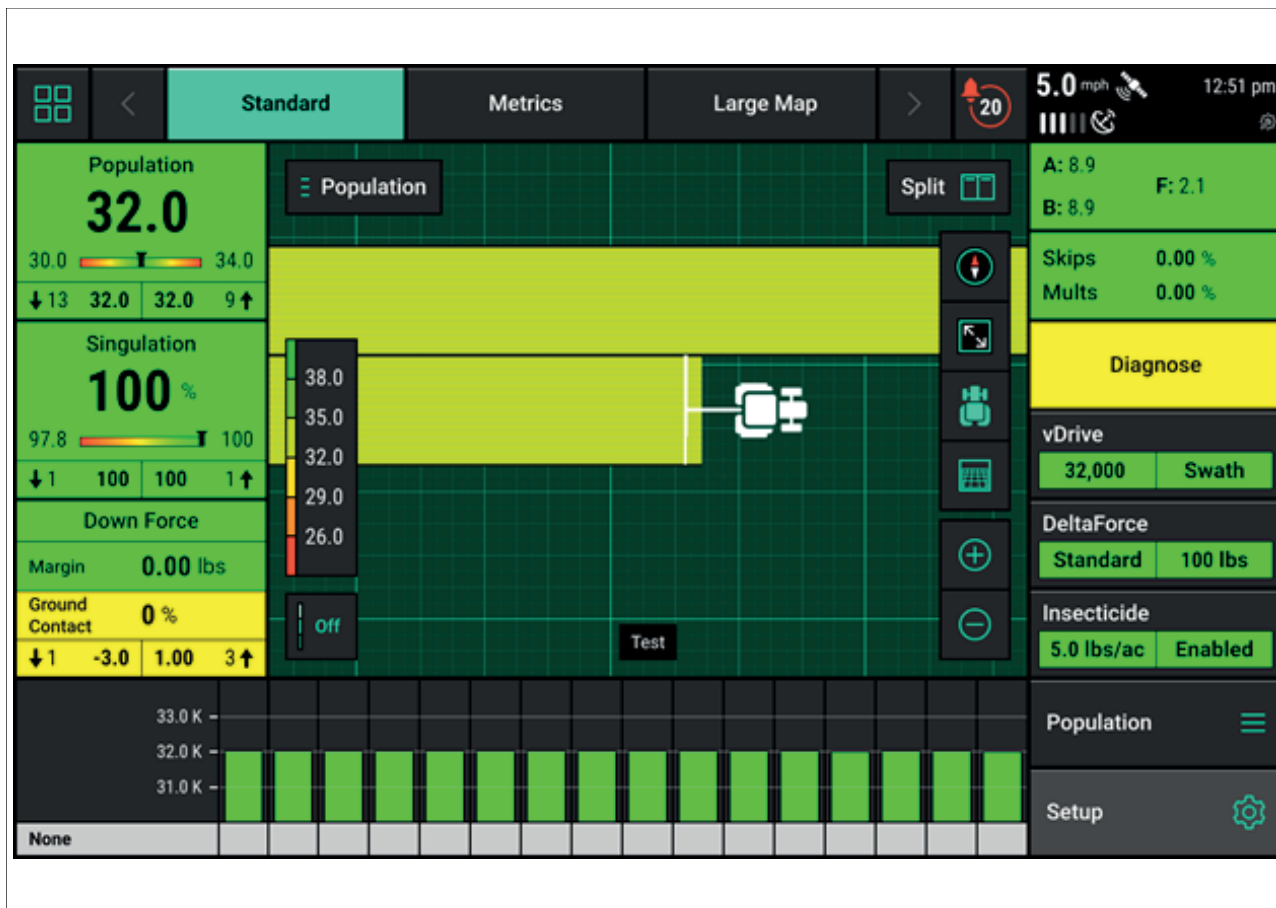 Standard
Metrics
Large Map
20
5.0 mph
12:51 pm
Population
32.0
30.0 34.0
13 32.0 32.0 9
Singulation
100 %
97.8 100
1 100 100 1
Down Force
Margin 0.00 lbs
Ground
Contact 0 %
1 -3.0 1.00 3
Population
Split
38.0
35.0
32.0
29.0
26.0
Off
Test
A: 8.9
F: 2.1
B: 8.9
Skips 0.00 %
Mults 0.00 %
Diagnose
vDrive
32,000 Swath
DeltaForce
Standard 100 lbs
Insecticide
5.0 lbs/ac Enabled
Population
Setup
33.0 K
32.0 K
31.0 K
None